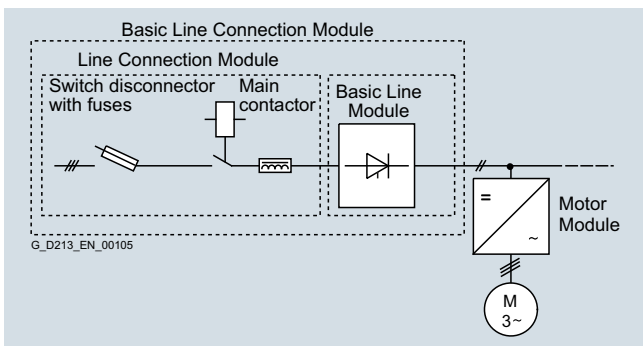 Basic Line Connection Module
Line Connection Module
Switch disconnector
with fuses
Main
contactor
Basic Line
Module
=
~
Motor
Module
G_D213_EN_00105
M
3~